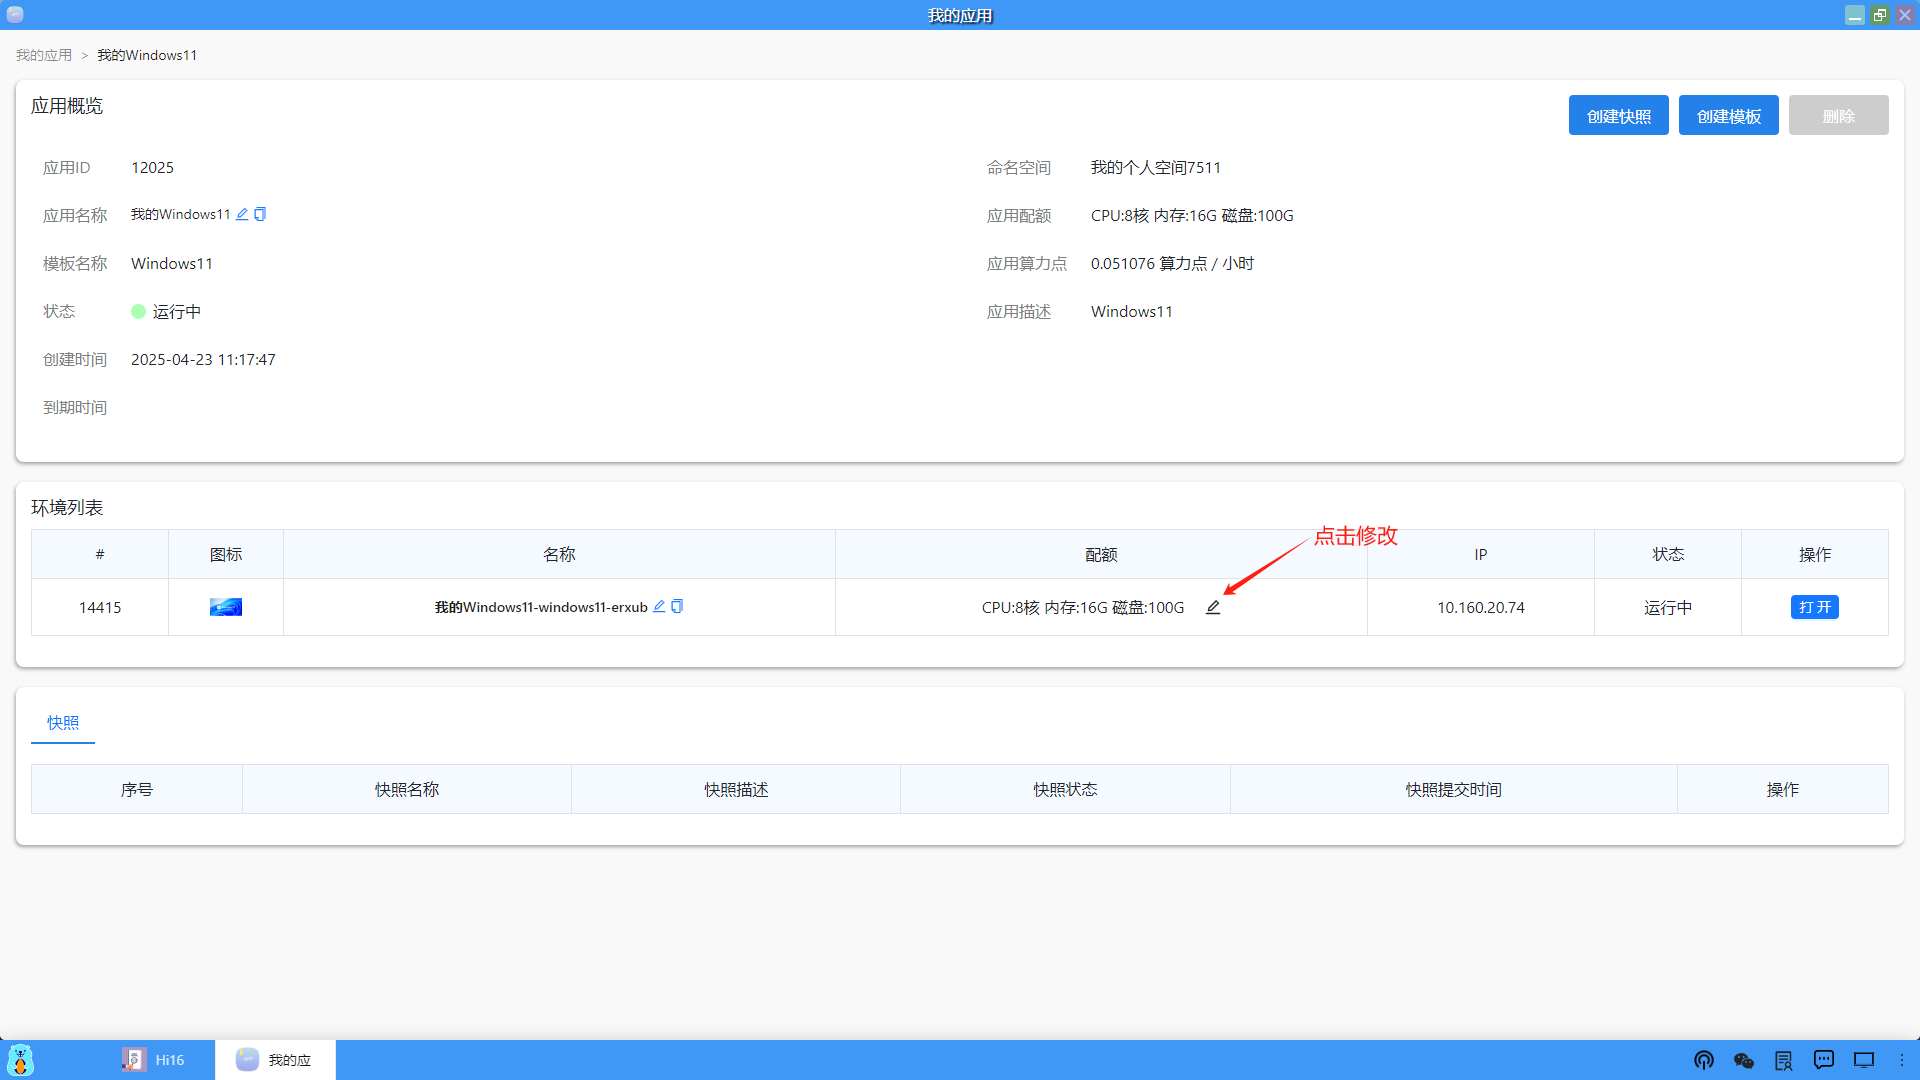 我的应用
我的应用 > 我的Windows11
应用概览
创建快照 创建模板 删除
应用ID 12025 命名空间 我的个人空间7511
应用名称 我的Windows11 应用配额 CPU:8核 内存:16G 磁盘:100G
模板名称 Windows11 应用算力点 0.051076 算力点 / 小时
状态 运行中 应用描述 Windows11
创建时间 2025-04-23 11:17:47
到期时间
环境列表
点击修改
# 图标 名称 配额 IP 状态 操作
14415 我的Windows11-windows11-erxub CPU:8核 内存:16G 磁盘:100G 10.160.20.74 运行中 打 开
快照
序号 快照名称 快照描述 快照状态 快照提交时间 操作
Hi16 我的应